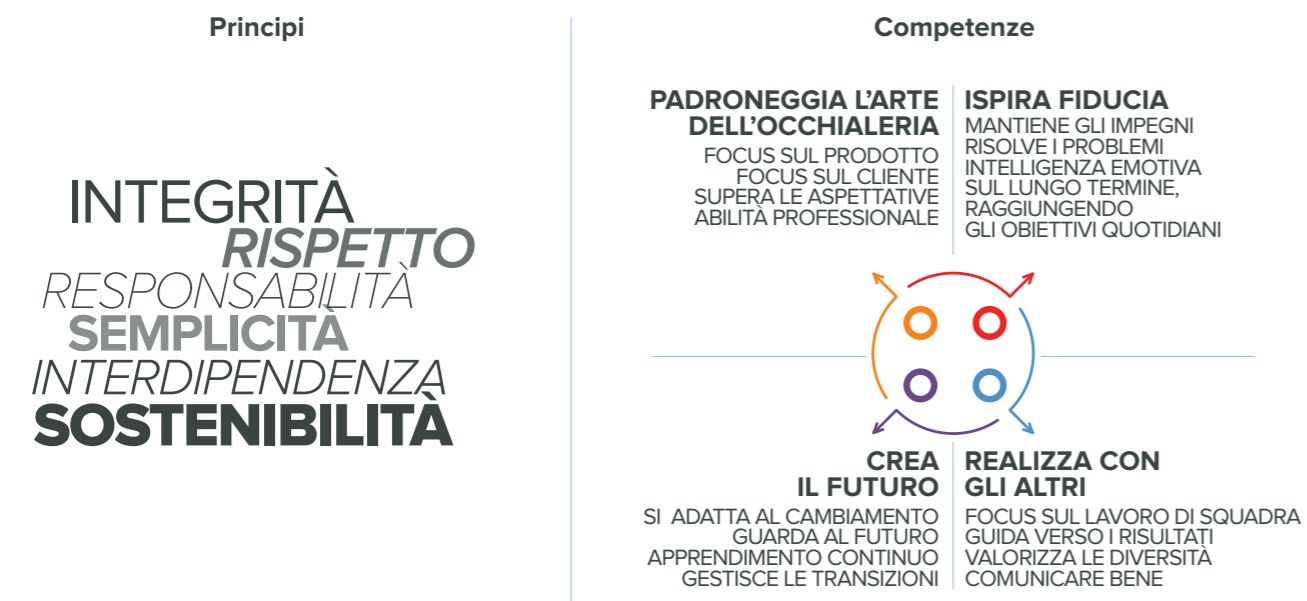 Principi
INTEGRITÀ
RISPETTO
RESPONSABILITÀ
SEMPLICITÀ
INTERDIPENDENZA
SOSTENIBILITÀ
Competenze
PADRONEGGIA L'ARTE
DELL'OCCHIALERIA
FOCUS SUL PRODOTTO
FOCUS SUL CLIENTE
SUPERA LE ASPETTATIVE
ABILITÀ PROFESSIONALE
ISPIRA FIDUCIA
MANTIENE GLI IMPEGNI
RISOLVE I PROBLEMI
INTELLIGENZA EMOTIVA
SUL LUNGO TERMINE,
RAGGIUNGENDO
GLI OBIETTIVI QUOTIDIANI
CREA
IL FUTURO
SI ADATTA AL CAMBIAMENTO
GUARDA AL FUTURO
APPRENDIMENTO CONTINUO
GESTISCE LE TRANSIZIONI
REALIZZA CON
GLI ALTRI
FOCUS SUL LAVORO DI SQUADRA
GUIDA VERSO I RISULTATI
VALORIZZA LE DIVERSITÀ
COMUNICARE BENE